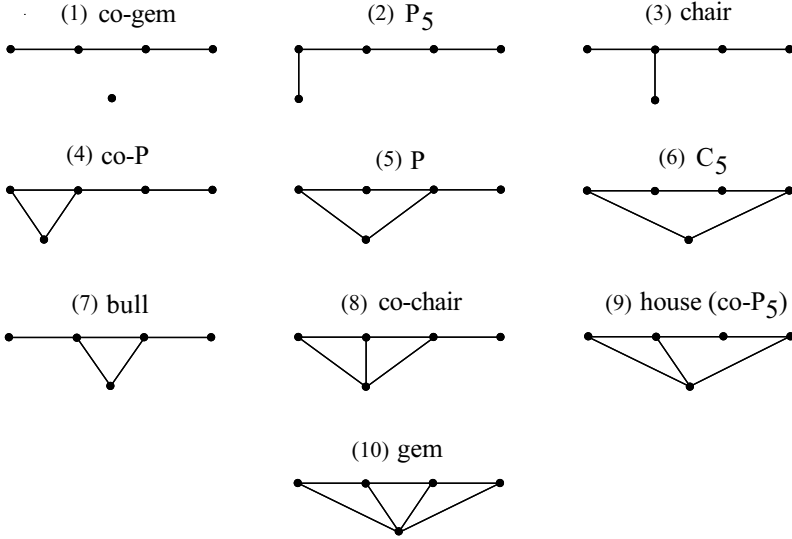 (1) co-gem
(2) P5
(3) chair
(4) co-P
(5) P
(6) C5
(7) bull
(8) co-chair
(9) house (co-P5)
(10) gem